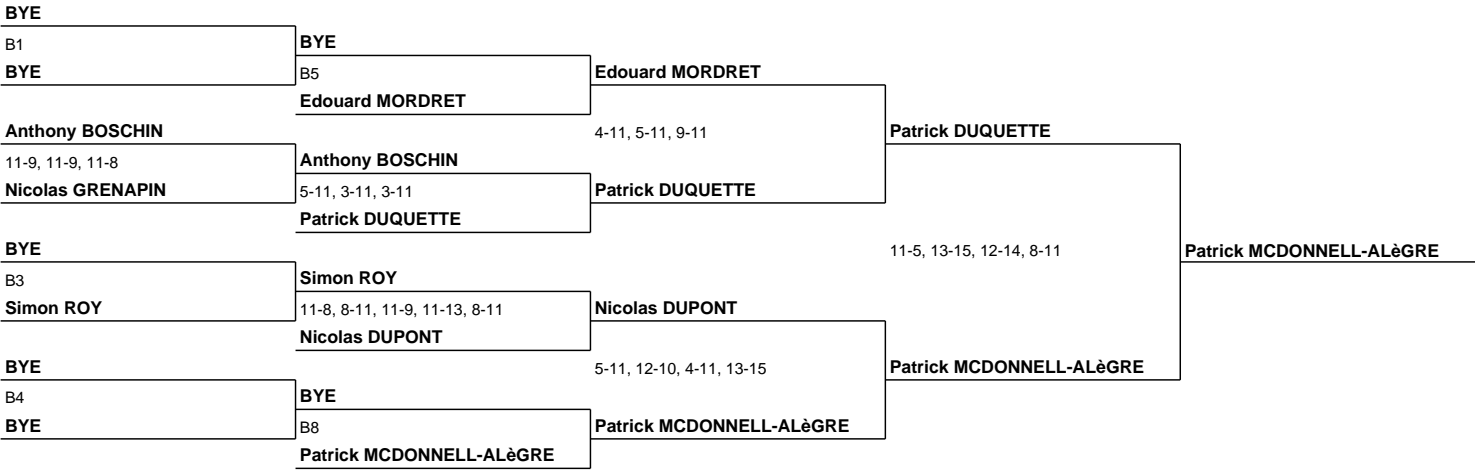 BYE
B1
BYE
BYE
B5
Edouard MORDRET
Edouard MORDRET
Anthony BOSCHIN
4-11, 5-11, 9-11
Patrick DUQUETTE
11-9, 11-9, 11-8
Anthony BOSCHIN
Nicolas GRENAPIN
5-11, 3-11, 3-11
Patrick DUQUETTE
Patrick DUQUETTE
BYE
11-5, 13-15, 12-14, 8-11
Patrick MCDONNELL-ALèGRE
B3
Simon ROY
Simon ROY
11-8, 8-11, 11-9, 11-13, 8-11
Nicolas DUPONT
Nicolas DUPONT
BYE
5-11, 12-10, 4-11, 13-15
Patrick MCDONNELL-ALèGRE
B4
BYE
BYE
B8
Patrick MCDONNELL-ALèGRE
Patrick MCDONNELL-ALèGRE